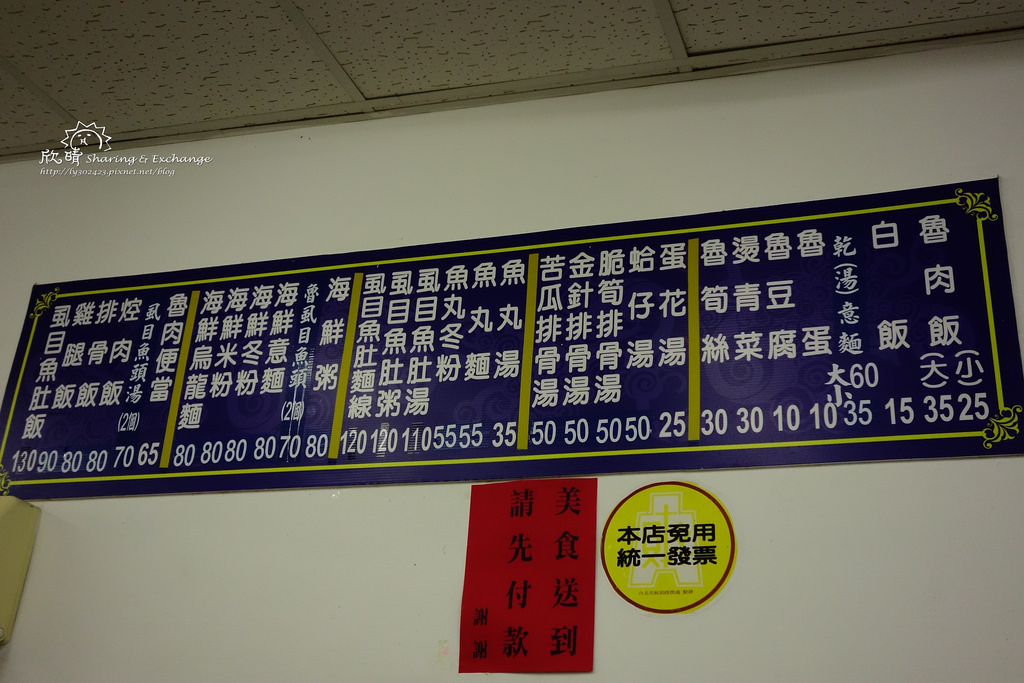 欣晴 Sharing & Exchange
http://ly302423.pixnet.net/blog
魯肉飯 (大)35 (小)25
白飯 15
乾(湯)意麵 大60 小35
魯蛋 10
魯豆腐 10
燙青菜 30
魯筍絲 30
蛋花湯 25
蛤仔湯 50
脆筍排骨湯 50
金針排骨湯 50
苦瓜排骨湯 50
魚丸湯 35
魚丸麵 55
魚丸冬粉 55
虱目魚肚湯 110
虱目魚肚粥 120
虱目魚肚麵線 120
海鮮粥 80
魯虱目魚頭(2個) 70
海鮮意麵 80
海鮮冬粉 80
海鮮米粉 80
海鮮烏龍麵 80
魯肉便當 65
虱目魚頭湯(2個) 70
焢肉飯 80
排骨飯 80
雞腿飯 90
虱目魚肚飯 130
美食送到
請先付款
謝謝
本店免用
統一發票